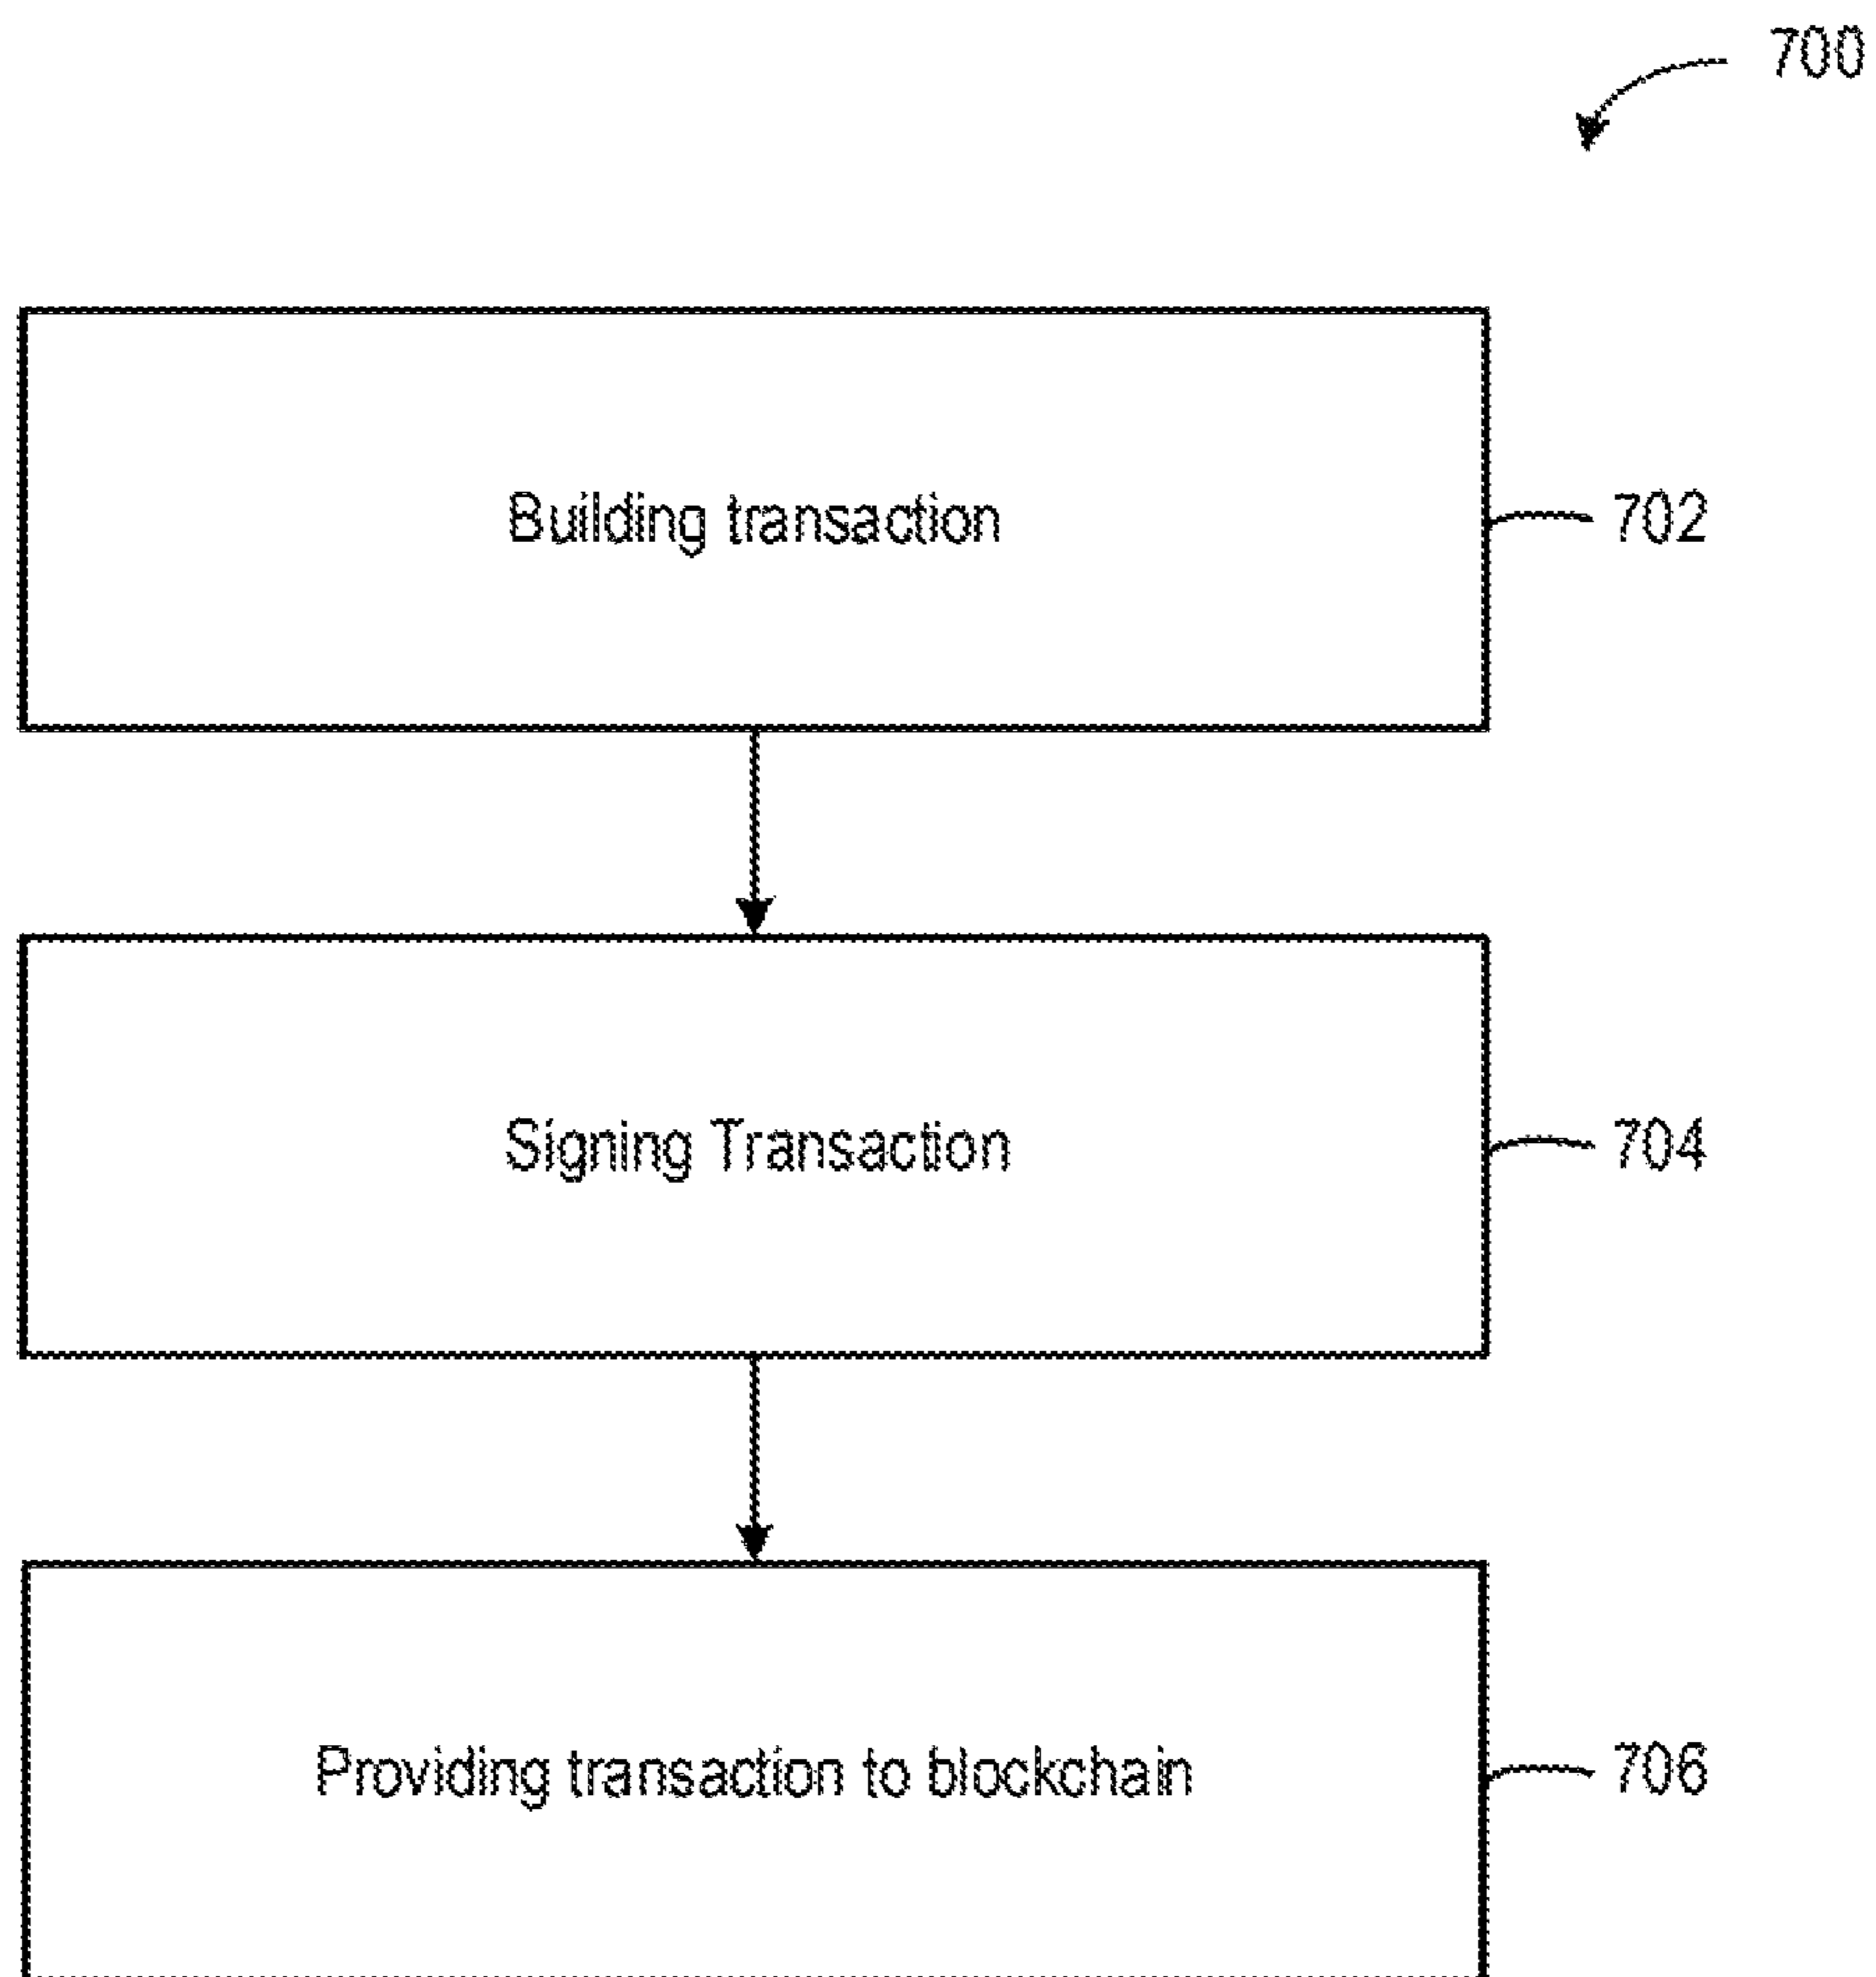 700
Building transaction
702
Signing Transaction
704
Providing transaction to blockchain
706